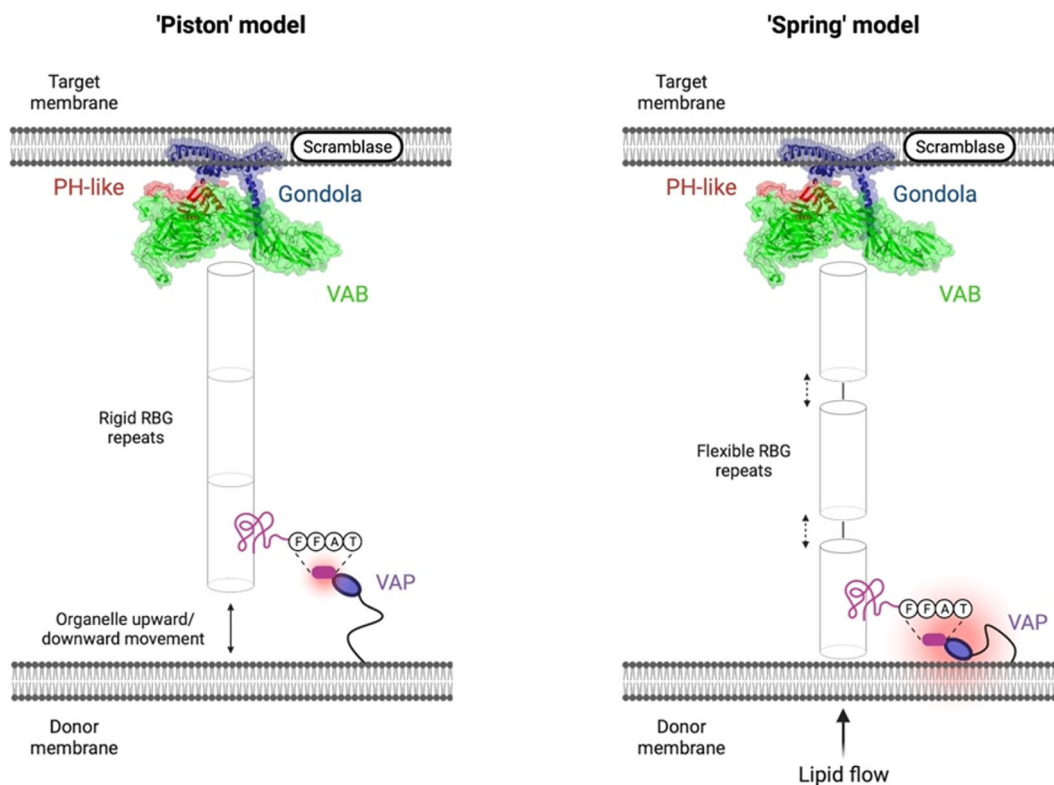 'Piston' model
Target
membrane
Scramblase
PH-like
Gondola
VAB
Rigid RBG
repeats
F F A T
VAP
Organelle upward/
downward movement
Donor
membrane
'Spring' model
Target
membrane
Scramblase
PH-like
Gondola
VAB
Flexible RBG
repeats
F F A T
VAP
Donor
membrane
Lipid flow